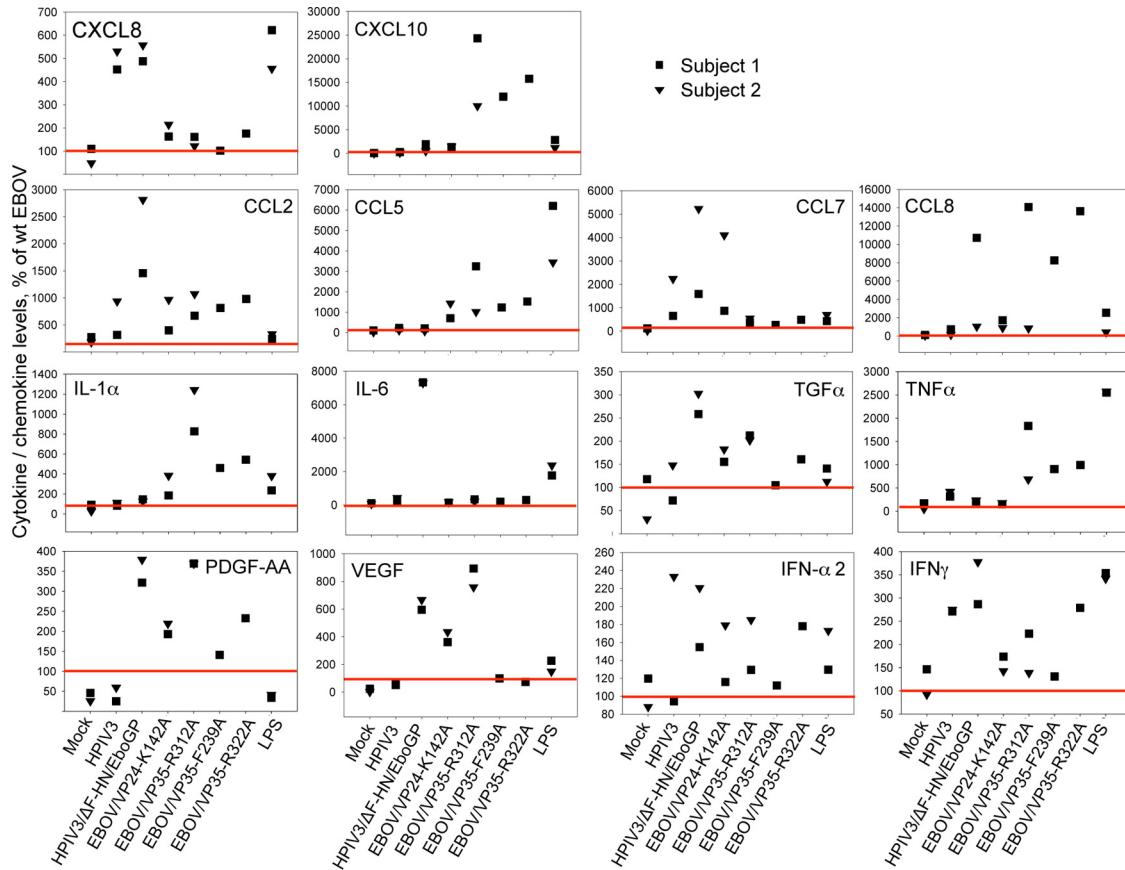 CXCL8
700
600
500
400
300
200
100
0
CXCL10
30000
25000
20000
15000
10000
5000
0
Subject 1
Subject 2
Cytokine / chemokine levels, % of wt EBOV
CCL2
3000
2500
2000
1500
1000
500
CCL5
7000
6000
5000
4000
3000
2000
1000
0
CCL7
6000
5000
4000
3000
2000
1000
0
CCL8
16000
14000
12000
10000
8000
6000
4000
2000
0
IL-1α
1400
1200
1000
800
600
400
200
0
IL-6
8000
6000
4000
2000
0
TGFα
350
300
250
200
150
100
50
0
TNFα
3000
2500
2000
1500
1000
500
0
PDGF-AA
400
350
300
250
200
150
100
50
VEGF
1000
800
600
400
200
0
IFN-α 2
260
240
220
200
180
160
140
120
100
80
IFNγ
400
350
300
250
200
150
100
50
Mock
HPIV3
HPIV3/ΔF-HN/EboGP
EBOV/VP24-K142A
EBOV/VP35-R312A
EBOV/VP35-F239A
EBOV/VP35-R322A
LPS
Mock
HPIV3
HPIV3/ΔF-HN/EboGP
EBOV/VP24-K142A
EBOV/VP35-R312A
EBOV/VP35-F239A
EBOV/VP35-R322A
LPS
Mock
HPIV3
HPIV3/ΔF-HN/EboGP
EBOV/VP24-K142A
EBOV/VP35-R312A
EBOV/VP35-F239A
EBOV/VP35-R322A
LPS
Mock
HPIV3
HPIV3/ΔF-HN/EboGP
EBOV/VP24-K142A
EBOV/VP35-R312A
EBOV/VP35-F239A
EBOV/VP35-R322A
LPS